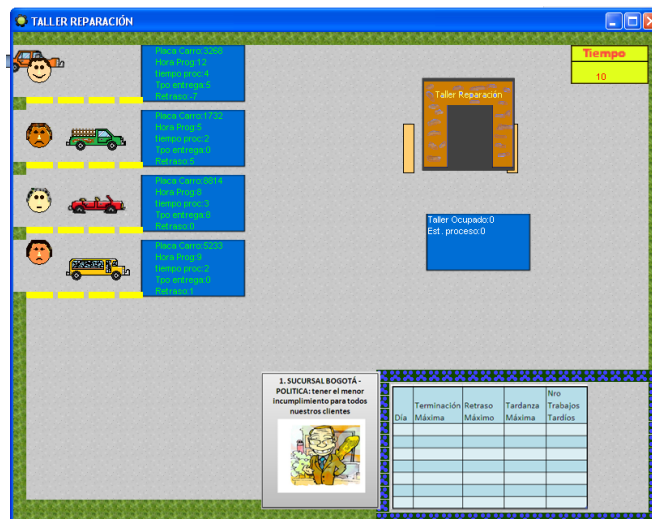 TALLER REPARACIÓN
Placa Carro:3268
Hora Prog:12
tiempo proc:4
Tpo entrega:5
Retraso:-7
Placa Carro:1732
Hora Prog:5
tiempo proc:2
Tpo entrega:0
Retraso:5
Placa Carro:8814
Hora Prog:8
tiempo proc:3
Tpo entrega:8
Retraso:0
Placa Carro:5233
Hora Prog:9
tiempo proc:2
Tpo entrega:0
Retraso:1
Tiempo
10
Taller Reparación
Taller Ocupado:0
Est. proceso:0
1. SUCURSAL BOGOTÁ -
POLITICA: tener el menor
incumplimiento para todos
nuestros clientes
Día
Terminación
Máxima
Retraso
Máximo
Tardanza
Máxima
Nro
Trabajos
Tardíos